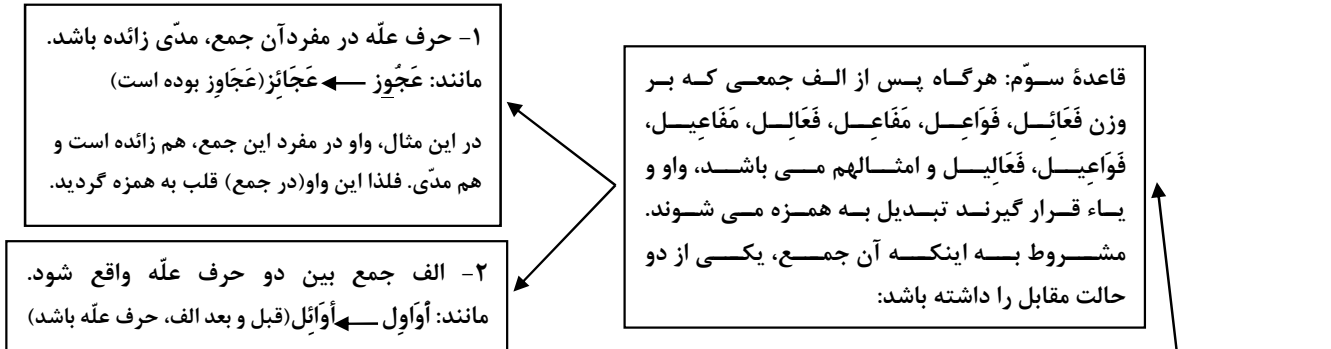 قاعدۀ سوّم: هرگاه پس از الف جمعی که بر
وزن فَعَائِل، فَوَاعِل، مَفَاعِل، فَعَالِل، مَفَاعِیل،
فَوَاعِیل، فَعَالِیل و امثالهم می باشد، واو و
یاء قرار گیرند تبدیل به همزه می شوند.
مشروط به اینکه آن جمع، یکی از دو
حالت مقابل را داشته باشد:
۱- حرف علّه در مفردآن جمع، مدّی زائده باشد.
مانند: عَجُوز ← عَجَائِز(عَجَاوِز بوده است)
در این مثال، واو در مفرد این جمع، هم زائده است و
هم مدّی. فلذا این واو(در جمع) قلب به همزه گردید.
۲- الف جمع بین دو حرف علّه واقع شود.
مانند: أوَاوِل ← أوَائِل(قبل و بعد الف، حرف علّه باشد)